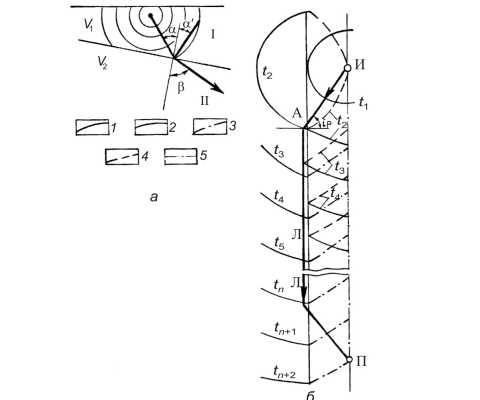 V₁
α
α'
I
V₂
β
II
1
2
3
4
5
а
t₂
И
t₁
А
iρ
t₂
t₃
t₃
t₄
t₄
Л
t₅
Л
tₙ
tₙ₊₁
П
tₙ₊₂
б